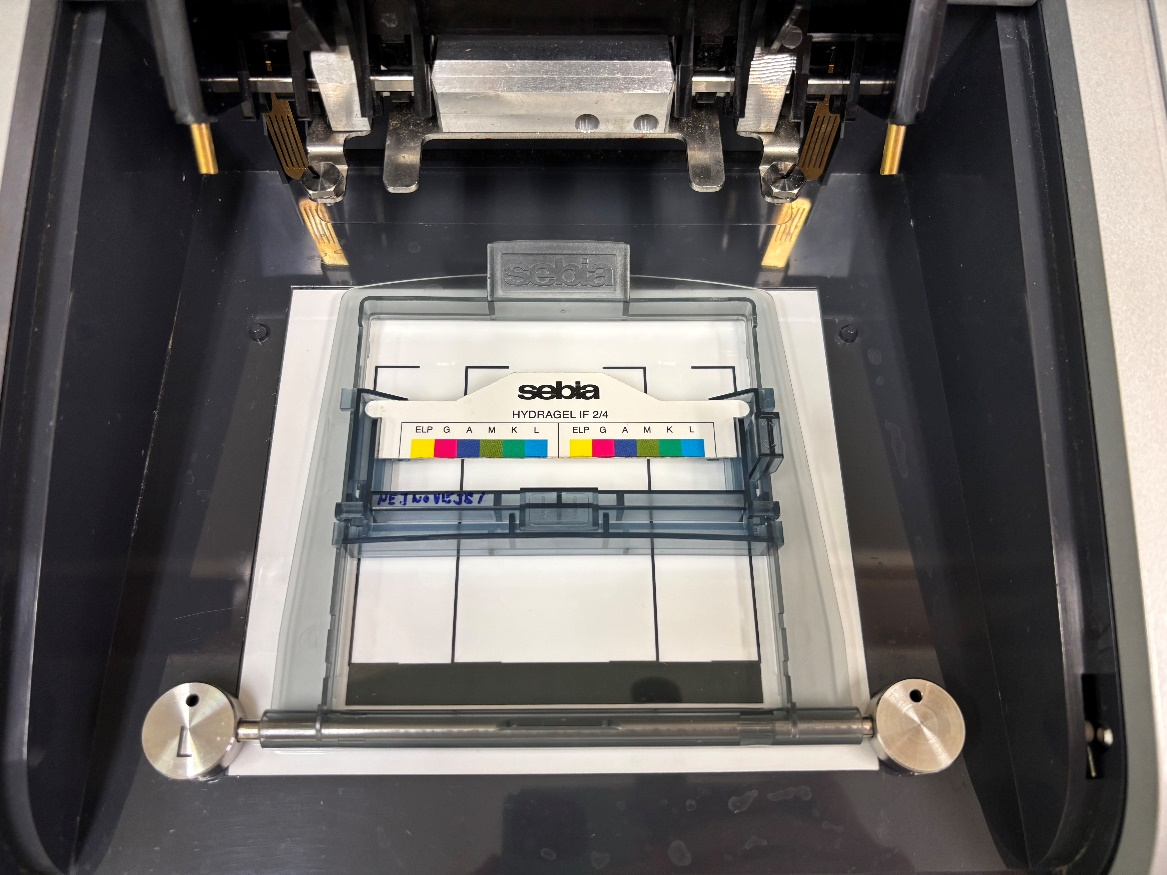 sebia
sebia
HYDRAGEL IF 2/4
ELP G A M K L ELP G A M K L
L